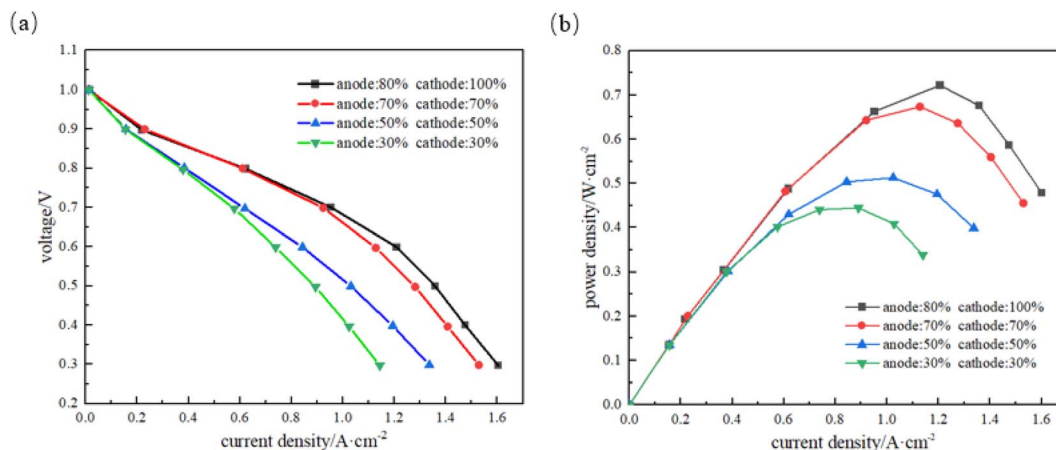 (a)
(b)
1.1
1.0
0.9
0.8
0.7
0.6
0.5
0.4
0.3
0.2
voltage/V
anode:80% cathode:100%
anode:70% cathode:70%
anode:50% cathode:50%
anode:30% cathode:30%
0.0 0.2 0.4 0.6 0.8 1.0 1.2 1.4 1.6
current density/A·cm⁻²
0.8
0.7
0.6
0.5
0.4
0.3
0.2
0.1
0.0
power density/W·cm⁻²
anode:80% cathode:100%
anode:70% cathode:70%
anode:50% cathode:50%
anode:30% cathode:30%
0.0 0.2 0.4 0.6 0.8 1.0 1.2 1.4 1.6
current density/A·cm⁻²